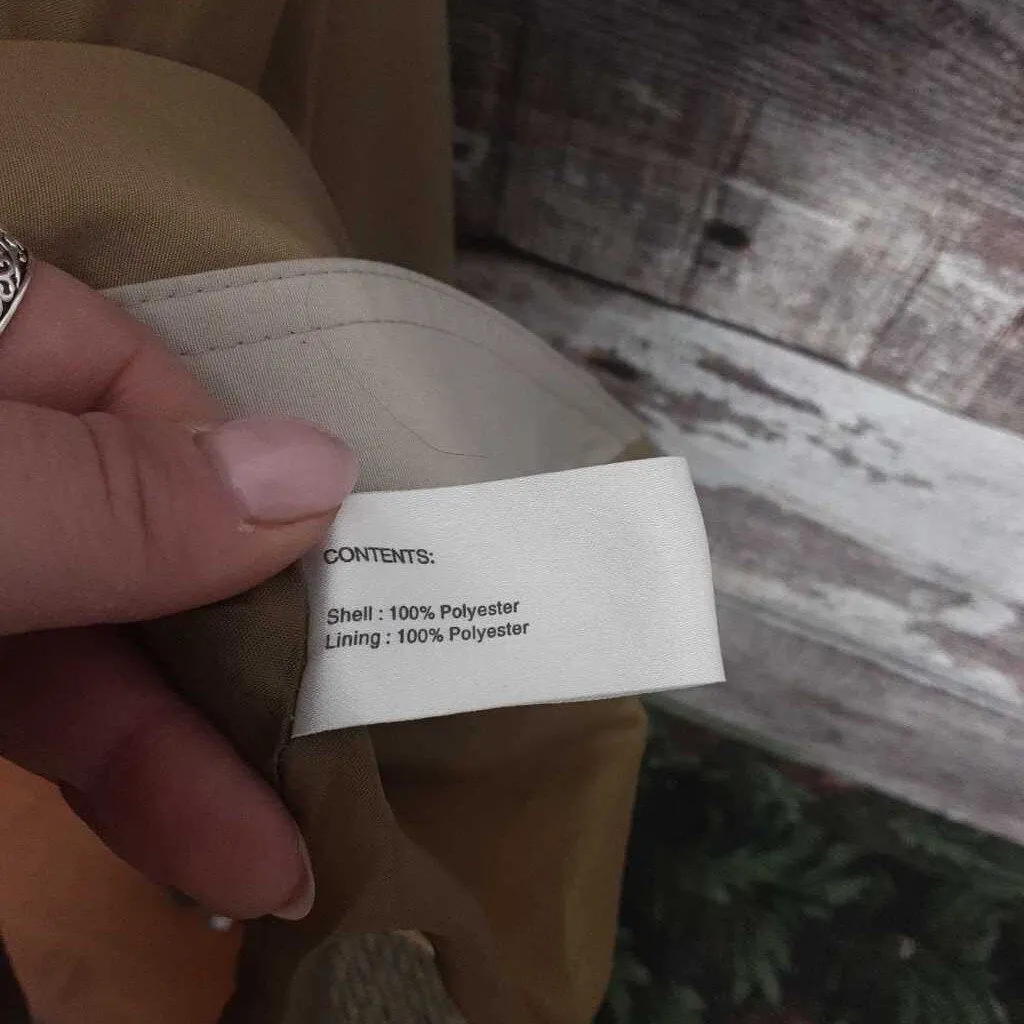 CONTENTS:
Shell : 100% Polyester
Lining : 100% Polyester